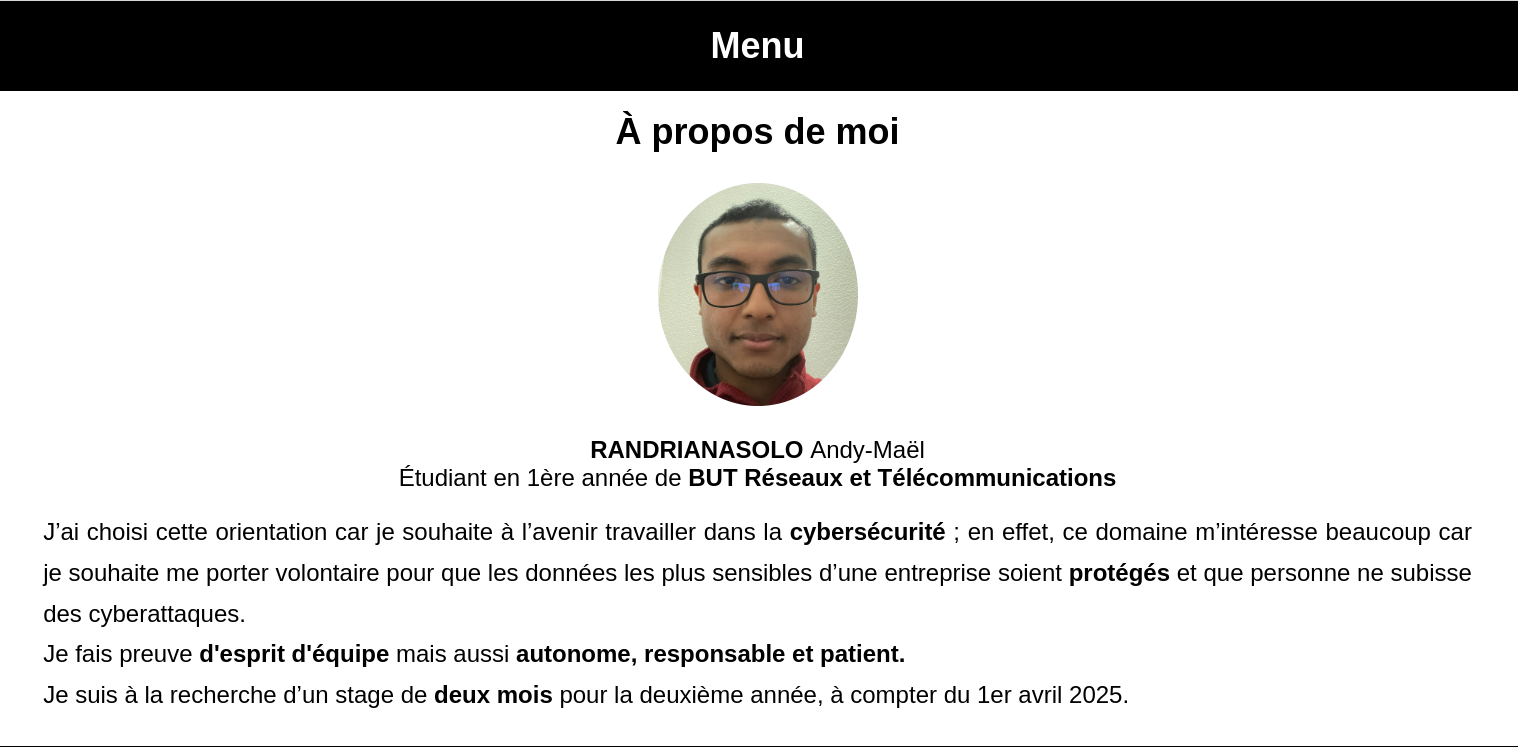 Menu
À propos de moi
RANDRIANASOLO Andy-Maël
Étudiant en 1ère année de BUT Réseaux et Télécommunications
J’ai choisi cette orientation car je souhaite à l’avenir travailler dans la cybersécurité ; en effet, ce domaine m’intéresse beaucoup car
je souhaite me porter volontaire pour que les données les plus sensibles d’une entreprise soient protégés et que personne ne subisse
des cyberattaques.
Je fais preuve d'esprit d'équipe mais aussi autonome, responsable et patient.
Je suis à la recherche d’un stage de deux mois pour la deuxième année, à compter du 1er avril 2025.